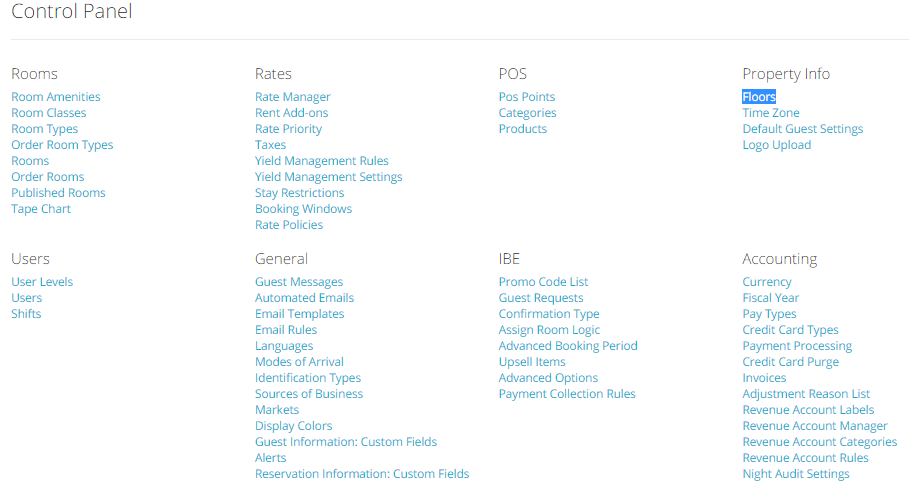 Control Panel
Rooms
Room Amenities
Room Classes
Room Types
Order Room Types
Rooms
Order Rooms
Published Rooms
Tape Chart
Rates
Rate Manager
Rent Add-ons
Rate Priority
Taxes
Yield Management Rules
Yield Management Settings
Stay Restrictions
Booking Windows
Rate Policies
POS
Pos Points
Categories
Products
Property Info
Floors
Time Zone
Default Guest Settings
Logo Upload
Users
User Levels
Users
Shifts
General
Guest Messages
Automated Emails
Email Templates
Email Rules
Languages
Modes of Arrival
Identification Types
Sources of Business
Markets
Display Colors
Guest Information: Custom Fields
Alerts
Reservation Information: Custom Fields
IBE
Promo Code List
Guest Requests
Confirmation Type
Assign Room Logic
Advanced Booking Period
Upsell Items
Advanced Options
Payment Collection Rules
Accounting
Currency
Fiscal Year
Pay Types
Credit Card Types
Payment Processing
Credit Card Purge
Invoices
Adjustment Reason List
Revenue Account Labels
Revenue Account Manager
Revenue Account Categories
Revenue Account Rules
Night Audit Settings